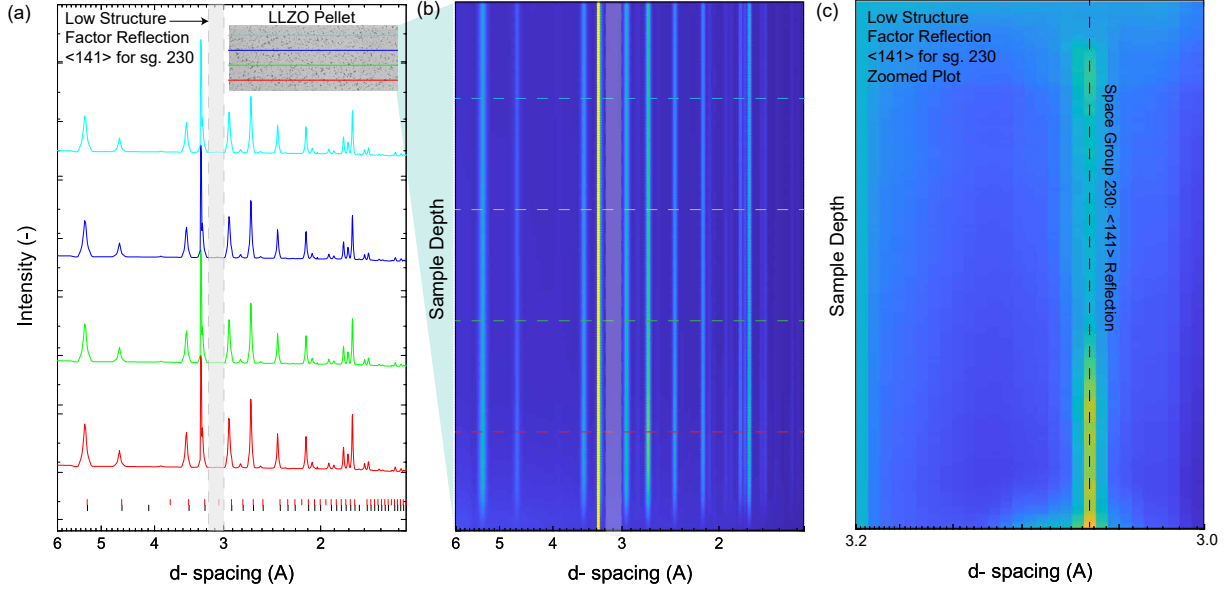 (a)
Low Structure
Factor Reflection
<141> for sg. 230
LLZO Pellet
Intensity (-)
6
5
4
3
2
d- spacing (A)
(b)
Sample Depth
6
5
4
3
2
d- spacing (A)
(c)
Low Structure
Factor Reflection
<141> for sg. 230
Zoomed Plot
Space Group 230: <141> Reflection
Sample Depth
3.2
3.0
d- spacing (A)